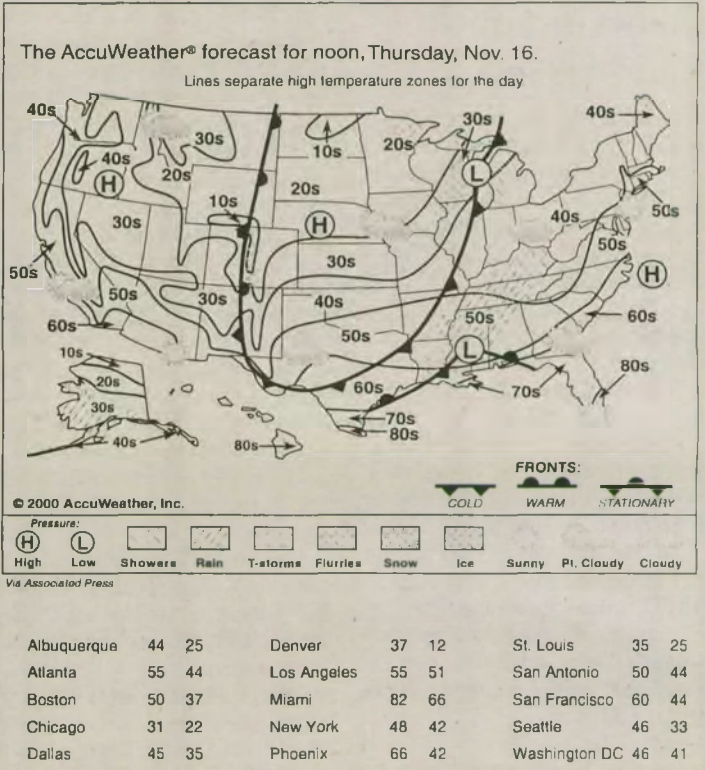 The AccuWeather® forecast for noon, Thursday, Nov. 16.
Lines separate high temperature zones for the day
40s
40s
30s
20s
10s
30s
20s
40s
10s
20s
H
L
30s
H
40s
50s
50s
H
50s
50s
30s
30s
40s
50s
60s
60s
50s
L
10s
20s
30s
40s
80s
60s
70s
80s
70s
80s
FRONTS:
COLD WARM STATIONARY
© 2000 AccuWeather, Inc.
Pressure:
H L
High Low Showers Rain T-storms Flurries Snow Ice Sunny Pt. Cloudy Cloudy
Via Associated Press
Albuquerque 44 25 Denver 37 12 St. Louis 35 25
Atlanta 55 44 Los Angeles 55 51 San Antonio 50 44
Boston 50 37 Miami 82 66 San Francisco 60 44
Chicago 31 22 New York 48 42 Seattle 46 33
Dallas 45 35 Phoenix 66 42 Washington DC 46 41